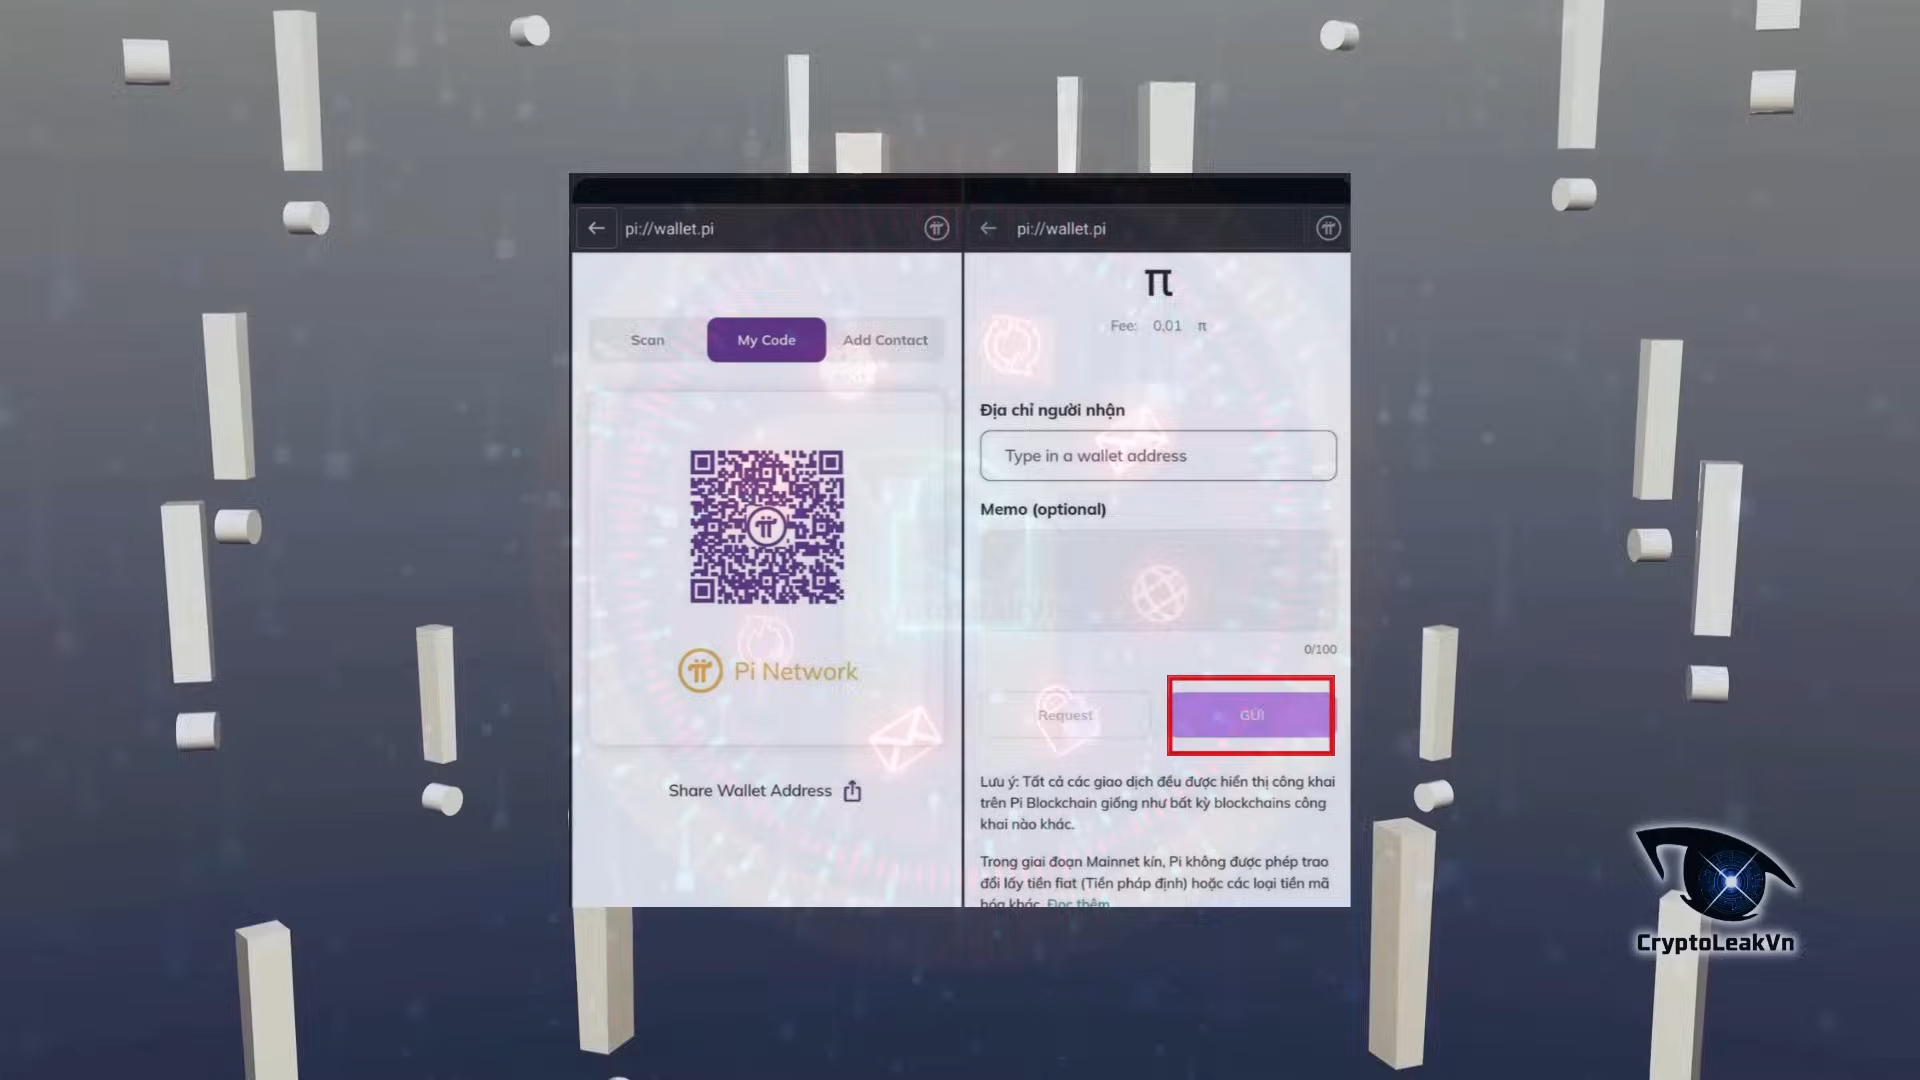 pi://wallet.pi
Scan
My Code
Add Contact
Pi Network
Share Wallet Address
pi://wallet.pi
π
Fee: 0,01 π
Địa chỉ người nhận
Type in a wallet address
Memo (optional)
0/100
Request
GỬI
Lưu ý: Tất cả các giao dịch đều được hiển thị công khai
trên Pi Blockchain giống như bất kỳ blockchains công
khai nào khác.
Trong giai đoạn Mainnet kín, Pi không được phép trao
đổi lấy tiền fiat (Tiền pháp định) hoặc các loại tiền mã
hóa khác. Đọc thêm
CryptoLeakVn